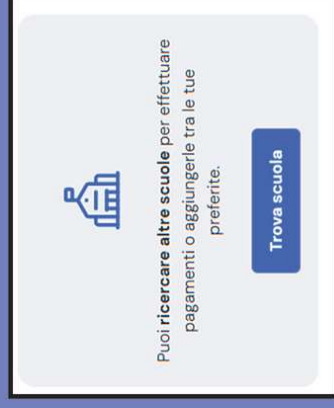 Puoi ricercare altre scuole per effettuare
pagamenti o aggiungerle tra le tue
preferite.
Trova scuola